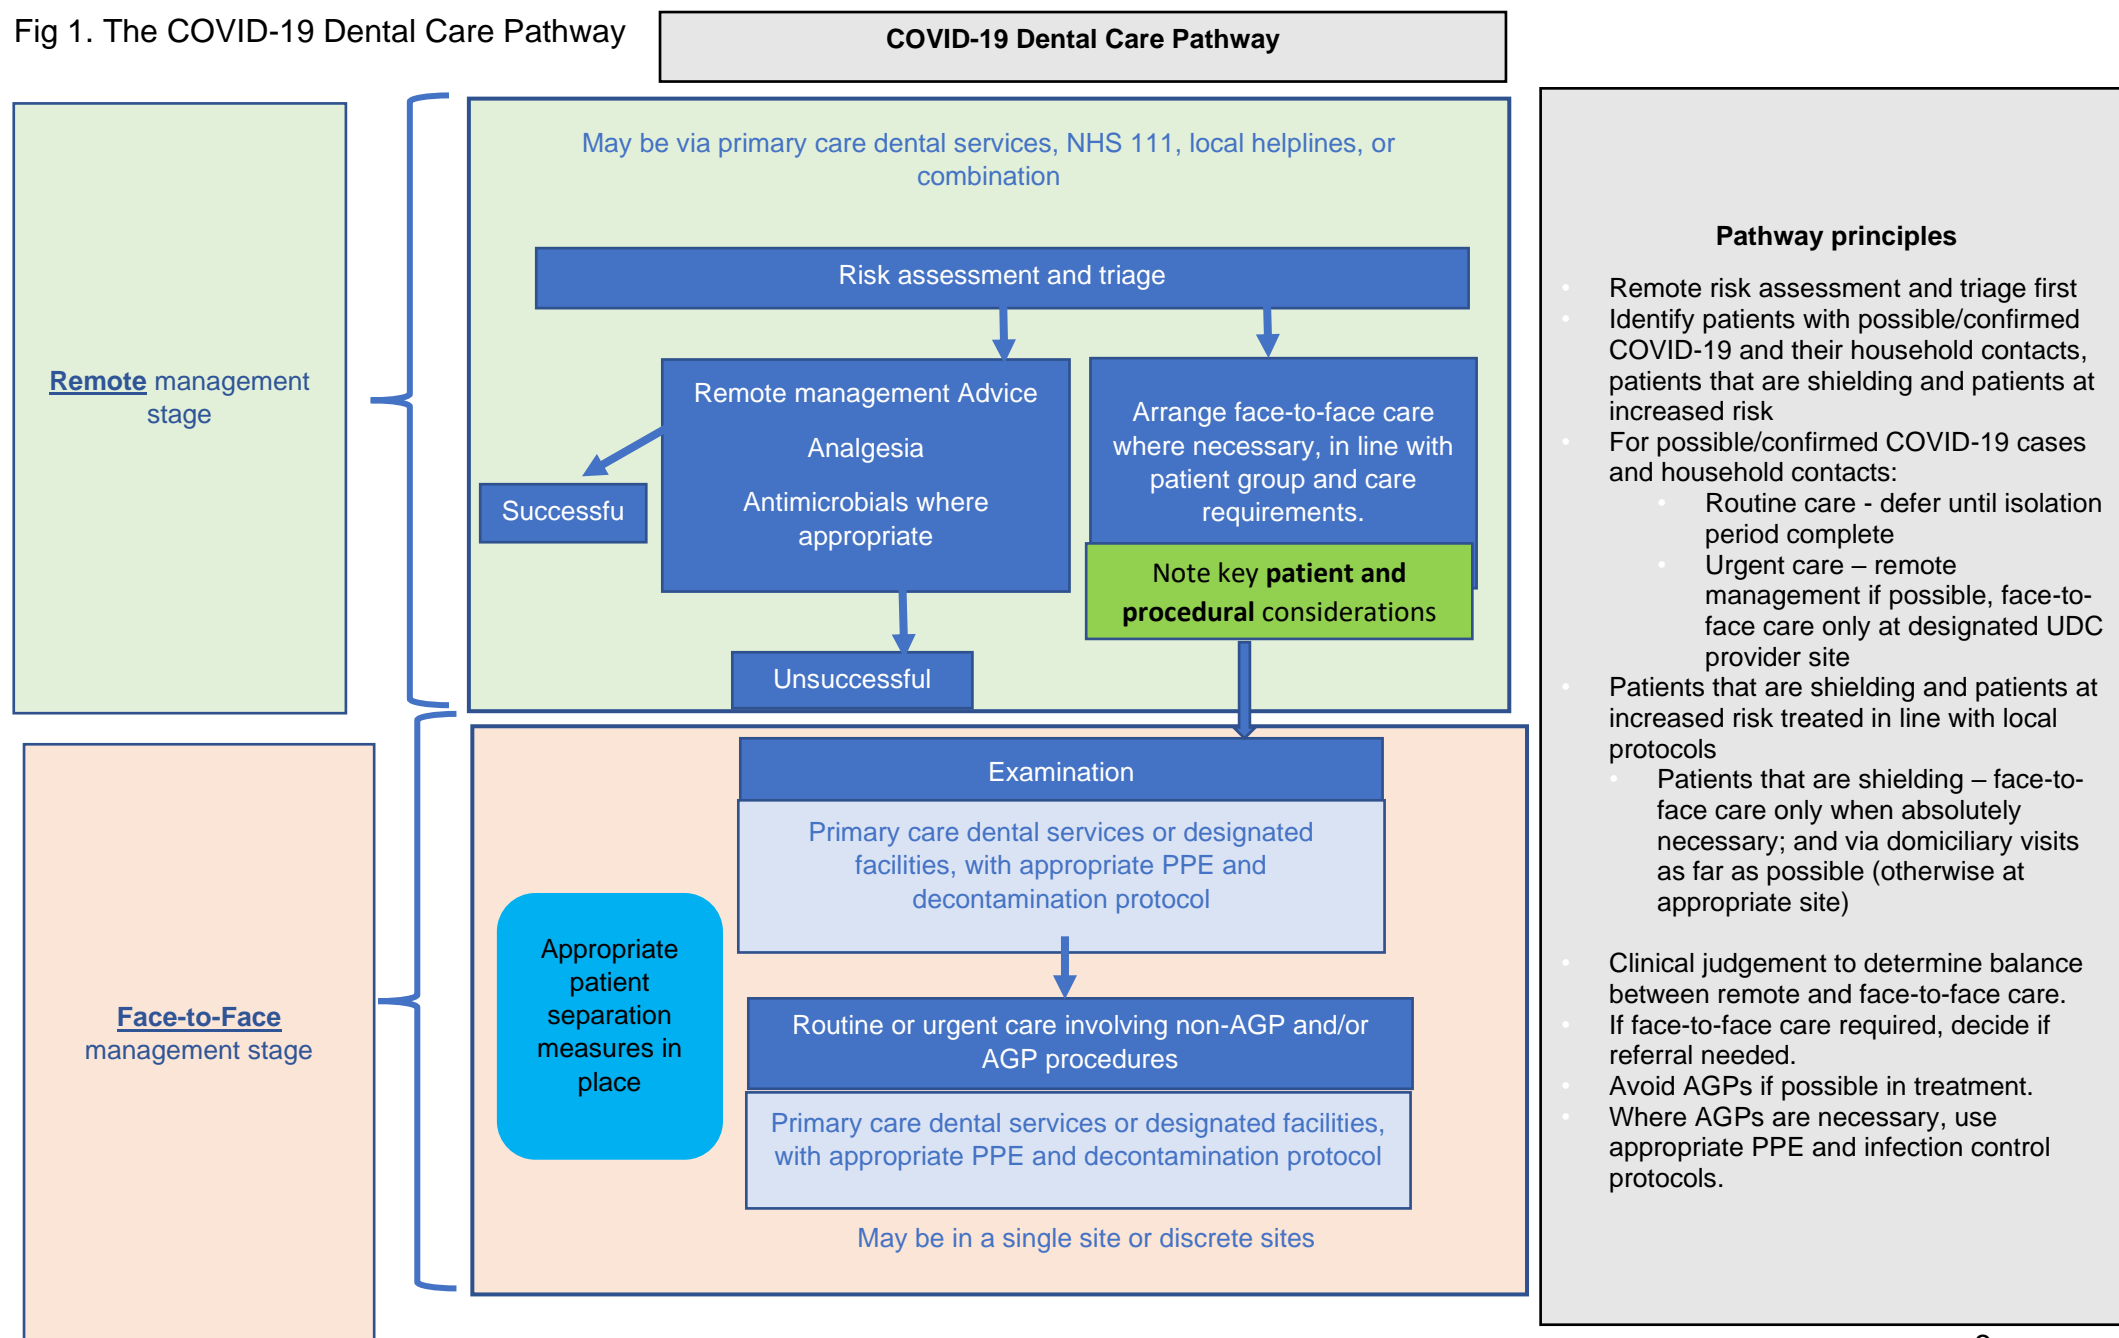 Fig 1. The COVID-19 Dental Care Pathway
COVID-19 Dental Care Pathway
Remote management
stage
May be via primary care dental services, NHS 111, local helplines, or
combination
Risk assessment and triage
Remote management Advice
Analgesia
Antimicrobials where
appropriate
Successfu
Unsuccessful
Arrange face-to-face care
where necessary, in line with
patient group and care
requirements.
Note key patient and
procedural considerations
Face-to-Face
management stage
Appropriate
patient
separation
measures in
place
Examination
Primary care dental services or designated
facilities, with appropriate PPE and
decontamination protocol
Routine or urgent care involving non-AGP and/or
AGP procedures
Primary care dental services or designated facilities,
with appropriate PPE and decontamination protocol
May be in a single site or discrete sites
Pathway principles
• Remote risk assessment and triage first
• Identify patients with possible/confirmed
COVID-19 and their household contacts,
patients that are shielding and patients at
increased risk
• For possible/confirmed COVID-19 cases
and household contacts:
• Routine care - defer until isolation
period complete
• Urgent care – remote
management if possible, face-to-
face care only at designated UDC
provider site
• Patients that are shielding and patients at
increased risk treated in line with local
protocols
• Patients that are shielding – face-to-
face care only when absolutely
necessary; and via domiciliary visits
as far as possible (otherwise at
appropriate site)
• Clinical judgement to determine balance
between remote and face-to-face care.
• If face-to-face care required, decide if
referral needed.
• Avoid AGPs if possible in treatment.
• Where AGPs are necessary, use
appropriate PPE and infection control
protocols.